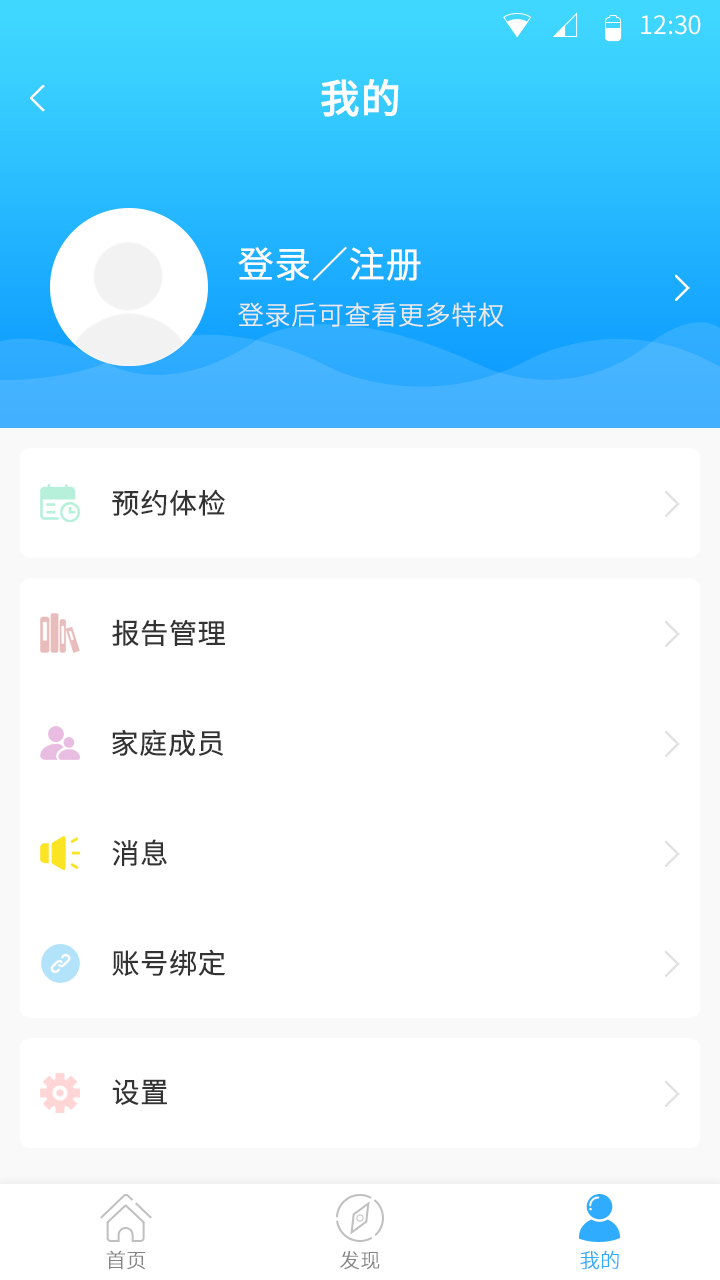 12:30
我的
登录／注册
登录后可查看更多特权
预约体检
报告管理
家庭成员
消息
账号绑定
设置
首页
发现
我的